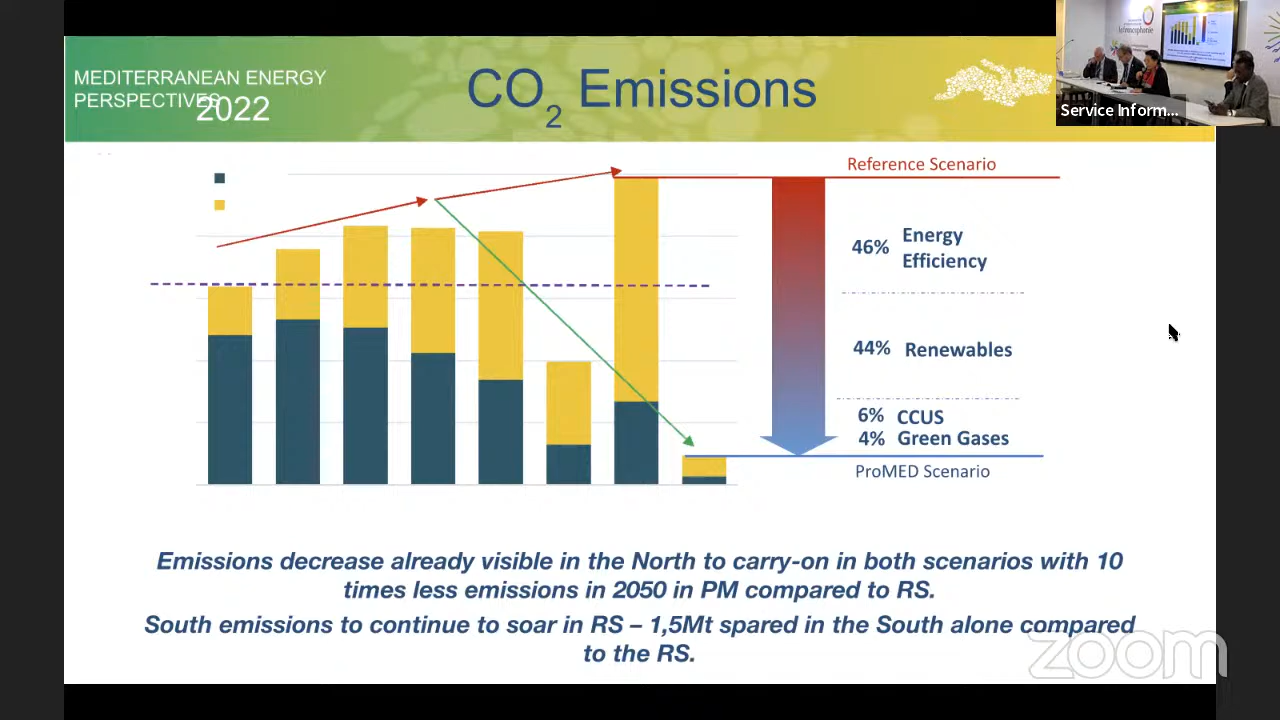 MEDITERRANEAN ENERGY
PERSPECTIVES
2022
CO2 Emissions
Service Inform...
Reference Scenario
46% Energy
Efficiency
44% Renewables
6% CCUS
4% Green Gases
ProMED Scenario
Emissions decrease already visible in the North to carry-on in both scenarios with 10
times less emissions in 2050 in PM compared to RS.
South emissions to continue to soar in RS – 1,5Mt spared in the South alone compared
to the RS.
zoom